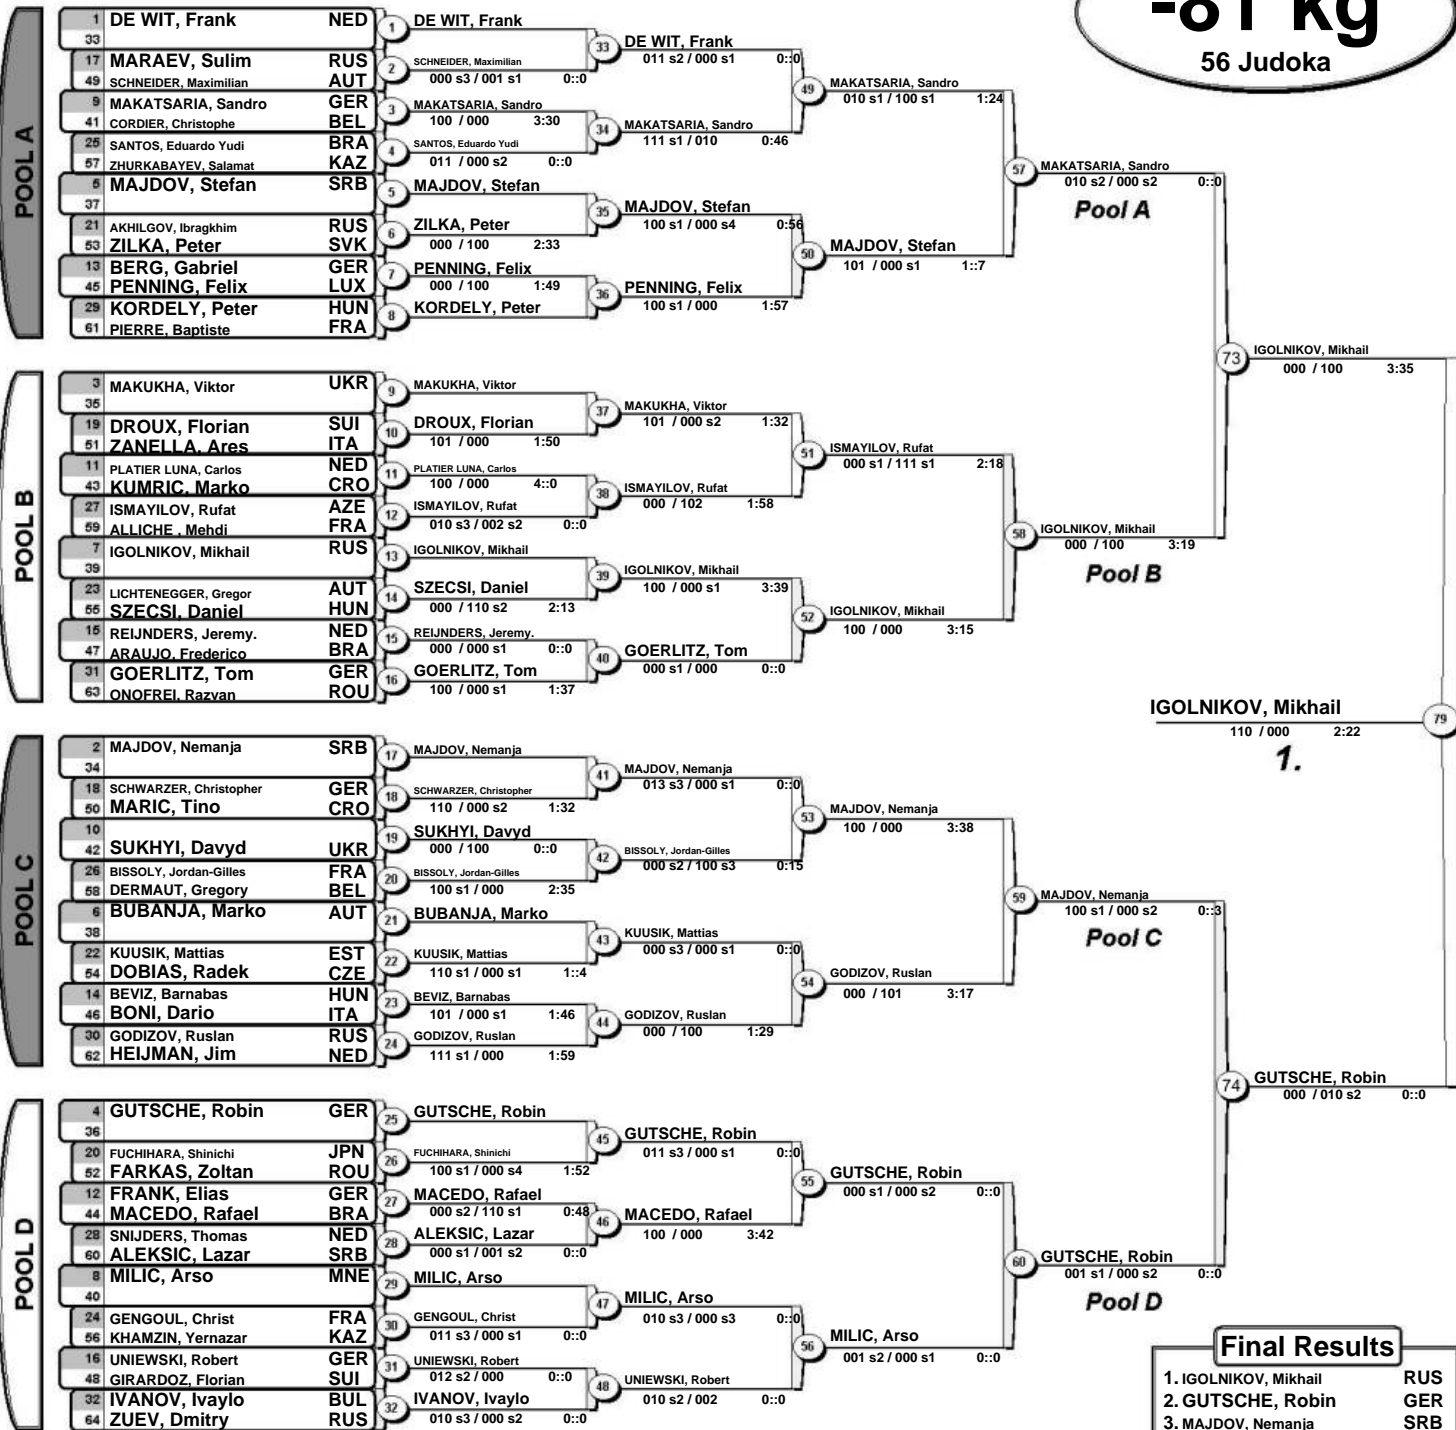 -81 kg
56 Judoka
POOL A
1 DE WIT, Frank NED
33
17 MARAEV, Sulim RUS
49 SCHNEIDER, Maximilian AUT
9 MAKATSARIA, Sandro GER
41 CORDIER, Christophe BEL
25 SANTOS, Eduardo Yudi BRA
57 ZHURKABAYEV, Salamat KAZ
5 MAJDOV, Stefan SRB
37
21 AKHILGOV, Ibragkhim RUS
53 ZILKA, Peter SVK
13 BERG, Gabriel GER
45 PENNING, Felix LUX
29 KORDELY, Peter HUN
61 PIERRE, Baptiste FRA
1 DE WIT, Frank
2 SCHNEIDER, Maximilian
000 s3 / 001 s1 0::0
3 MAKATSARIA, Sandro
100 / 000 3:30
4 SANTOS, Eduardo Yudi
011 / 000 s2 0::0
5 MAJDOV, Stefan
6 ZILKA, Peter
000 / 100 2:33
7 PENNING, Felix
000 / 100 1:49
8 KORDELY, Peter
33 DE WIT, Frank
011 s2 / 000 s1 0::0
34 MAKATSARIA, Sandro
111 s1 / 010 0:46
35 MAJDOV, Stefan
100 s1 / 000 s4 0:56
36 PENNING, Felix
100 s1 / 000 1:57
49 MAKATSARIA, Sandro
010 s1 / 100 s1 1:24
50 MAJDOV, Stefan
101 / 000 s1 1::7
57 MAKATSARIA, Sandro
010 s2 / 000 s2 0::0
Pool A
POOL B
3 MAKUKHA, Viktor UKR
35
19 DROUX, Florian SUI
51 ZANELLA, Ares ITA
11 PLATIER LUNA, Carlos NED
43 KUMRIC, Marko CRO
27 ISMAYILOV, Rufat AZE
59 ALLICHE , Mehdi FRA
7 IGOLNIKOV, Mikhail RUS
39
23 LICHTENEGGER, Gregor AUT
55 SZECSI, Daniel HUN
15 REIJNDERS, Jeremy. NED
47 ARAUJO, Frederico BRA
31 GOERLITZ, Tom GER
63 ONOFREI, Razvan ROU
9 MAKUKHA, Viktor
10 DROUX, Florian
101 / 000 1:50
11 PLATIER LUNA, Carlos
100 / 000 4::0
12 ISMAYILOV, Rufat
010 s3 / 002 s2 0::0
13 IGOLNIKOV, Mikhail
14 SZECSI, Daniel
000 / 110 s2 2:13
15 REIJNDERS, Jeremy.
000 / 000 s1 0::0
16 GOERLITZ, Tom
100 / 000 s1 1:37
37 MAKUKHA, Viktor
101 / 000 s2 1:32
38 ISMAYILOV, Rufat
000 / 102 1:58
39 IGOLNIKOV, Mikhail
100 / 000 s1 3:39
40 GOERLITZ, Tom
000 s1 / 000 0::0
51 ISMAYILOV, Rufat
000 s1 / 111 s1 2:18
52 IGOLNIKOV, Mikhail
100 / 000 3:15
58 IGOLNIKOV, Mikhail
000 / 100 3:19
Pool B
73 IGOLNIKOV, Mikhail
000 / 100 3:35
IGOLNIKOV, Mikhail 79
110 / 000 2:22
1.
POOL C
2 MAJDOV, Nemanja SRB
34
18 SCHWARZER, Christopher GER
50 MARIC, Tino CRO
10
42 SUKHYI, Davyd UKR
26 BISSOLY, Jordan-Gilles FRA
58 DERMAUT, Gregory BEL
6 BUBANJA, Marko AUT
38
22 KUUSIK, Mattias EST
54 DOBIAS, Radek CZE
14 BEVIZ, Barnabas HUN
46 BONI, Dario ITA
30 GODIZOV, Ruslan RUS
62 HEIJMAN, Jim NED
17 MAJDOV, Nemanja
18 SCHWARZER, Christopher
110 / 000 s2 1:32
19 SUKHYI, Davyd
000 / 100 0::0
20 BISSOLY, Jordan-Gilles
100 s1 / 000 2:35
21 BUBANJA, Marko
22 KUUSIK, Mattias
110 s1 / 000 s1 1::4
23 BEVIZ, Barnabas
101 / 000 s1 1:46
24 GODIZOV, Ruslan
111 s1 / 000 1:59
41 MAJDOV, Nemanja
013 s3 / 000 s1 0::0
42 BISSOLY, Jordan-Gilles
000 s2 / 100 s3 0:15
43 KUUSIK, Mattias
000 s3 / 000 s1 0::0
44 GODIZOV, Ruslan
000 / 100 1:29
53 MAJDOV, Nemanja
100 / 000 3:38
54 GODIZOV, Ruslan
000 / 101 3:17
59 MAJDOV, Nemanja
100 s1 / 000 s2 0::3
Pool C
POOL D
4 GUTSCHE, Robin GER
36
20 FUCHIHARA, Shinichi JPN
52 FARKAS, Zoltan ROU
12 FRANK, Elias GER
44 MACEDO, Rafael BRA
28 SNIJDERS, Thomas NED
60 ALEKSIC, Lazar SRB
8 MILIC, Arso MNE
40
24 GENGOUL, Christ FRA
56 KHAMZIN, Yernazar KAZ
16 UNIEWSKI, Robert GER
48 GIRARDOZ, Florian SUI
32 IVANOV, Ivaylo BUL
64 ZUEV, Dmitry RUS
25 GUTSCHE, Robin
26 FUCHIHARA, Shinichi
100 s1 / 000 s4 1:52
27 MACEDO, Rafael
000 s2 / 110 s1 0:48
28 ALEKSIC, Lazar
000 s1 / 001 s2 0::0
29 MILIC, Arso
30 GENGOUL, Christ
011 s3 / 000 s1 0::0
31 UNIEWSKI, Robert
012 s2 / 000 0::0
32 IVANOV, Ivaylo
010 s3 / 000 s2 0::0
45 GUTSCHE, Robin
011 s3 / 000 s1 0::0
46 MACEDO, Rafael
100 / 000 3:42
47 MILIC, Arso
010 s3 / 000 s3 0::0
48 UNIEWSKI, Robert
010 s2 / 002 0::0
55 GUTSCHE, Robin
000 s1 / 000 s2 0::0
56 MILIC, Arso
001 s2 / 000 s1 0::0
60 GUTSCHE, Robin
001 s1 / 000 s2 0::0
Pool D
74 GUTSCHE, Robin
000 / 010 s2 0::0
Final Results
1. IGOLNIKOV, Mikhail RUS
2. GUTSCHE, Robin GER
3. MAJDOV, Nemanja SRB